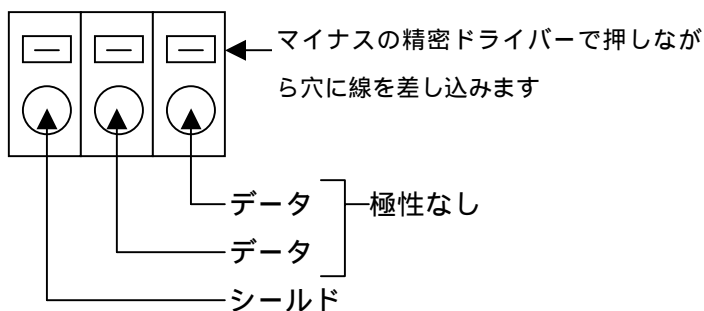 マイナスの精密ドライバーで押しなが
ら穴に線を差し込みます
データ
極性なし
データ
シールド